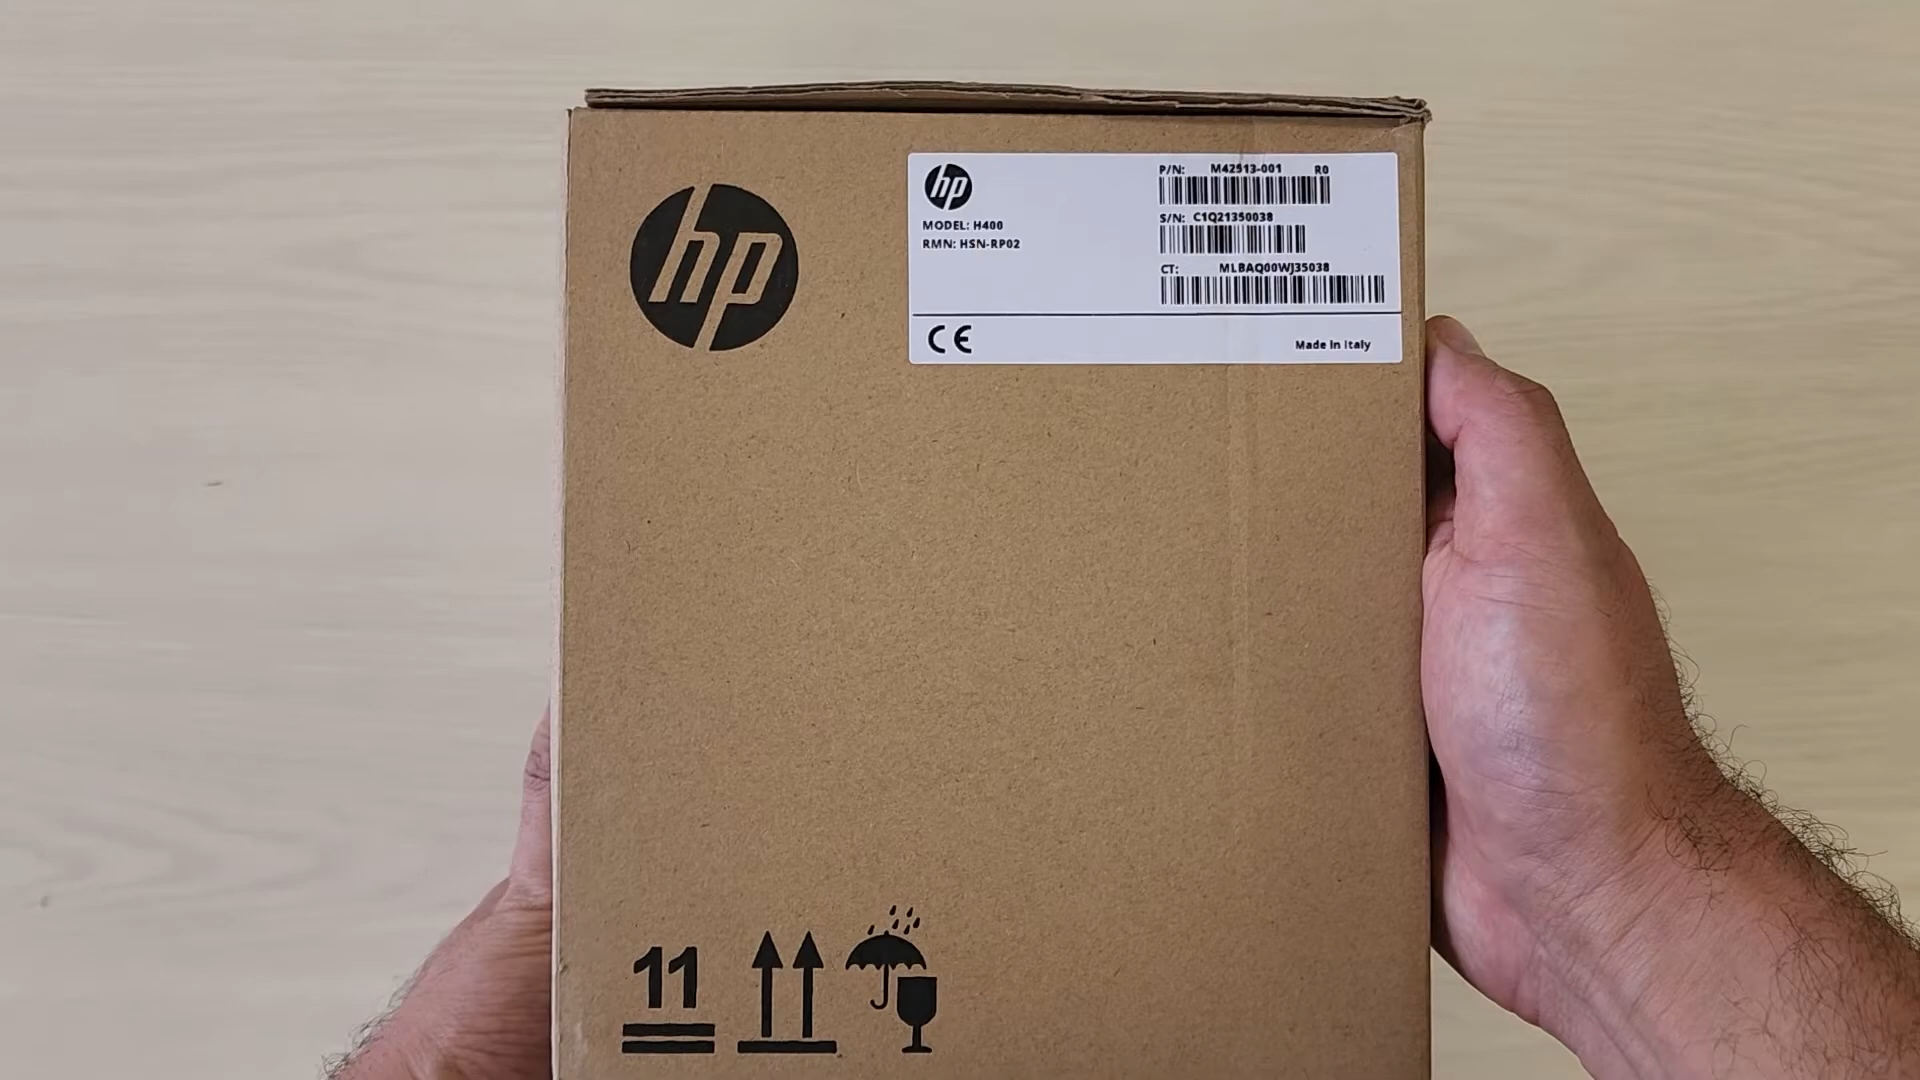 hp
hp
MODEL: H400
RMN: HSN-RP02
P/N: M42513-001 R0
S/N: C1Q21350038
CT: MLBAQ00WJ35038
CE
Made in Italy
11